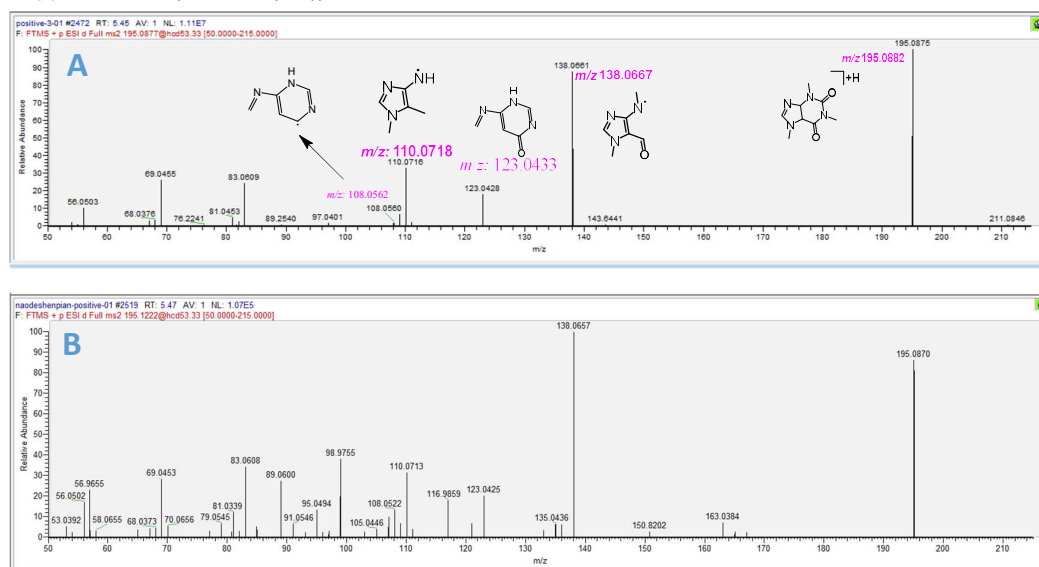 positive-3-01 #2472 RT: 5.45 AV: 1 NL: 1.11E7
F: FTMS + p ESI d Full ms2 195.0877@hcd53.33 [50.0000-215.0000]
A
Relative Abundance
100
90
80
70
60
50
40
30
20
10
0
56.0503
68.0376
69.0455
76.2241
81.0453
83.0609
89.2540
97.0401
108.0560
110.0716
123.0428
138.0661
143.6441
195.0875
211.0846
m/z: 108.0562
m/z: 110.0718
m z: 123.0433
m/z 138.0667
m/z 195.0882
H
N
N
N
NH
N
N
H
N
N
N
O
N
N
N
O
N
N
N
N
O
O
+H
50 60 70 80 90 100 110 120 130 140 150 160 170 180 190 200 210
m/z
naodeshenpian-positive-01 #2519 RT: 5.47 AV: 1 NL: 1.07E5
F: FTMS + p ESI d Full ms2 195.1222@hcd53.33 [50.0000-215.0000]
B
Relative Abundance
100
90
80
70
60
50
40
30
20
10
0
53.0392
56.0502
56.9655
58.0655
68.0373
69.0453
70.0656
79.0545
81.0339
83.0608
89.0600
91.0546
95.0494
98.9755
105.0446
108.0522
110.0713
116.9859
123.0425
135.0436
138.0657
150.8202
163.0384
195.0870
50 60 70 80 90 100 110 120 130 140 150 160 170 180 190 200 210
m/z